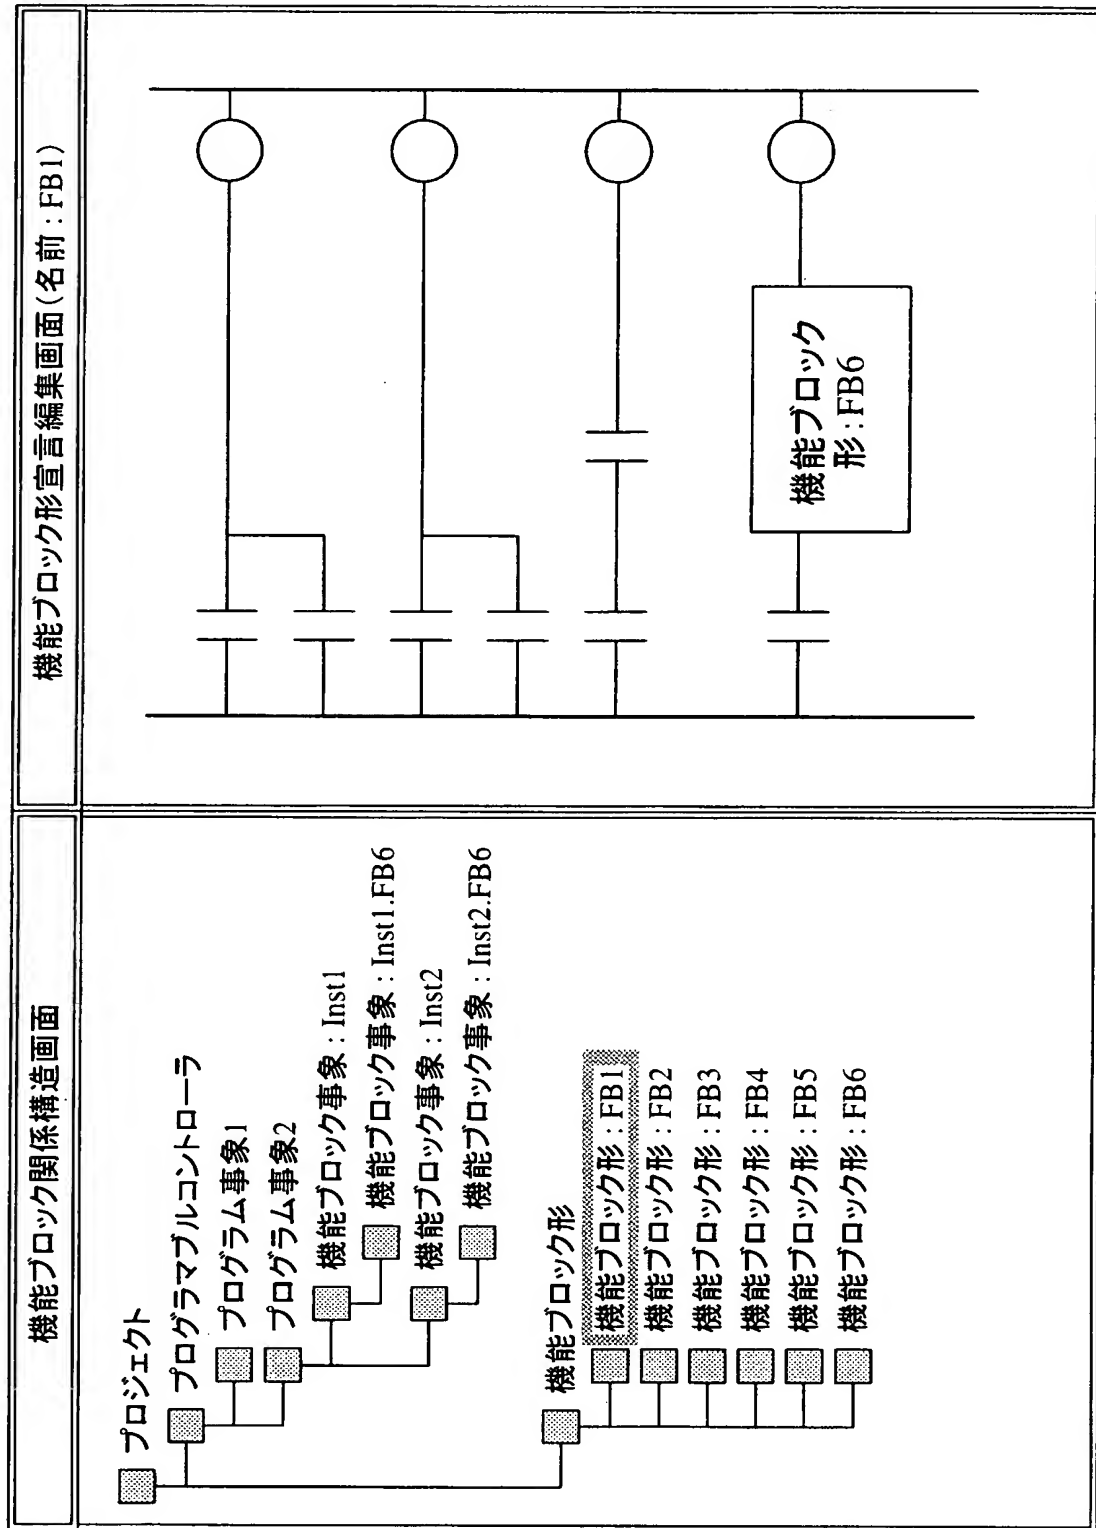 機能ブロック関係構造画面
プロジェクト
プログラマブルコントローラ
プログラム事象1
プログラム事象2
機能ブロック事象:Inst1
機能ブロック事象:Inst1.FB6
機能ブロック事象:Inst2
機能ブロック事象:Inst2.FB6
機能ブロック形
機能ブロック形:FB1
機能ブロック形:FB2
機能ブロック形:FB3
機能ブロック形:FB4
機能ブロック形:FB5
機能ブロック形:FB6
機能ブロック形宣言編集画面(名前:FB1)
機能ブロック
形:FB6